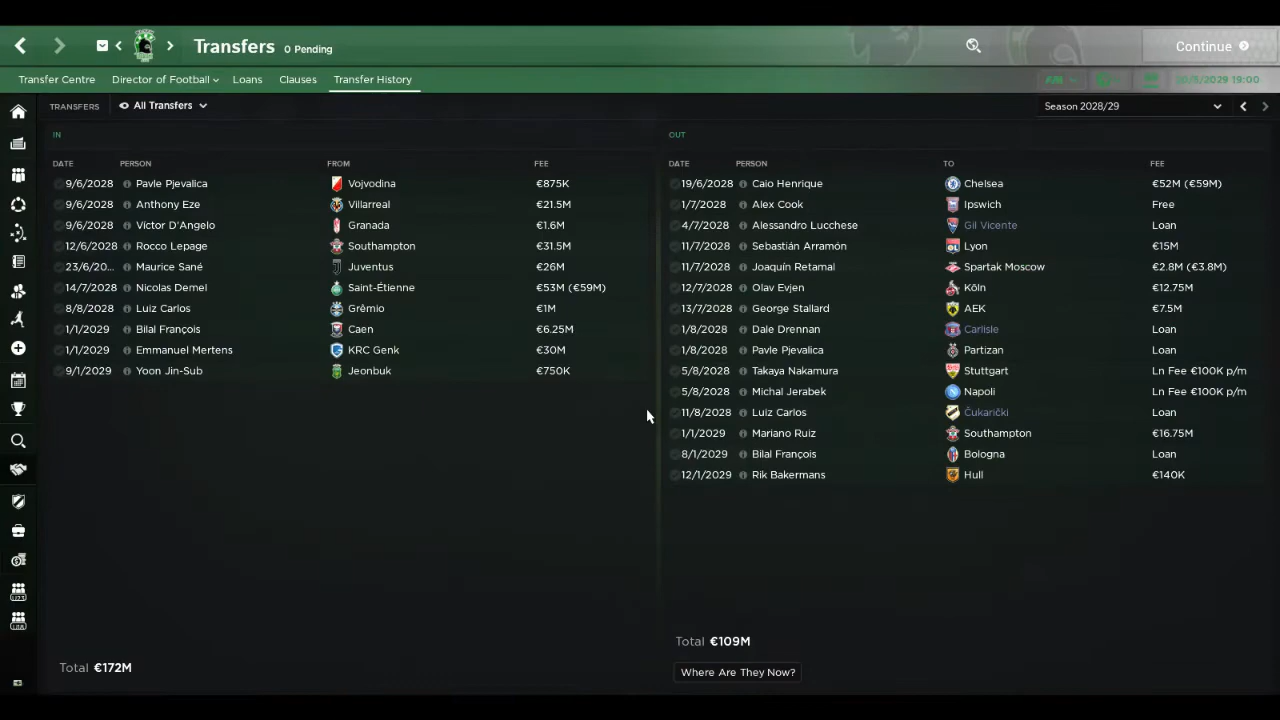 Transfers 0 Pending
Continue
Transfer Centre Director of Football Loans Clauses Transfer History
FM 20/5/2029 19:00
TRANSFERS All Transfers Season 2028/29
IN
DATE PERSON FROM FEE
9/6/2028 Pavle Pjevalica Vojvodina €875K
9/6/2028 Anthony Eze Villarreal €21.5M
9/6/2028 Víctor D'Angelo Granada €1.6M
12/6/2028 Rocco Lepage Southampton €31.5M
23/6/20... Maurice Sané Juventus €26M
14/7/2028 Nicolas Demel Saint-Étienne €53M (€59M)
8/8/2028 Luiz Carlos Grêmio €1M
1/1/2029 Bilal François Caen €6.25M
1/1/2029 Emmanuel Mertens KRC Genk €30M
9/1/2029 Yoon Jin-Sub Jeonbuk €750K
Total €172M
OUT
DATE PERSON TO FEE
19/6/2028 Caio Henrique Chelsea €52M (€59M)
1/7/2028 Alex Cook Ipswich Free
4/7/2028 Alessandro Lucchese Gil Vicente Loan
11/7/2028 Sebastián Arramón Lyon €15M
11/7/2028 Joaquín Retamal Spartak Moscow €2.8M (€3.8M)
12/7/2028 Olav Evjen Köln €12.75M
13/7/2028 George Stallard AEK €7.5M
1/8/2028 Dale Drennan Carlisle Loan
1/8/2028 Pavle Pjevalica Partizan Loan
5/8/2028 Takaya Nakamura Stuttgart Ln Fee €100K p/m
5/8/2028 Michal Jerabek Napoli Ln Fee €100K p/m
11/8/2028 Luiz Carlos Čukarički Loan
1/1/2029 Mariano Ruiz Southampton €16.75M
8/1/2029 Bilal François Bologna Loan
12/1/2029 Rik Bakermans Hull €140K
Total €109M
Where Are They Now?